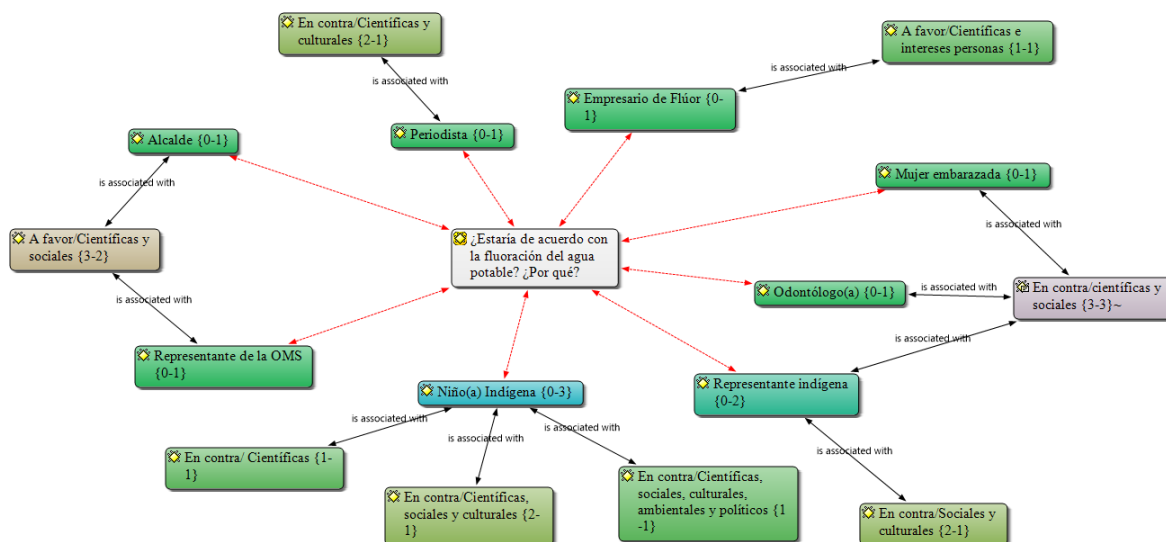 En contra/Científicas y
culturales {2-1}
A favor/Científicas e
intereses personas {1-1}
is associated with
is associated with
Empresario de Flúor {0-
1}
Alcalde {0-1}
Periodista {0-1}
is associated with
Mujer embarazada {0-1}
is associated with
A favor/Científicas y
sociales {3-2}
¿Estaría de acuerdo con
la fluoración del agua
potable? ¿Por qué?
Odontólogo(a) {0-1}
is associated with
En contra/científicas y
sociales {3-3}~
is associated with
is associated with
Representante de la OMS
{0-1}
Niño(a) Indígena {0-3}
Representante indígena
{0-2}
is associated with
is associated with
is associated with
is associated with
En contra/ Científicas {1-
1}
En contra/Científicas,
sociales y culturales {2-
1}
En contra/Científicas,
sociales, culturales,
ambientales y políticos {1
-1}
En contra/Sociales y
culturales {2-1}